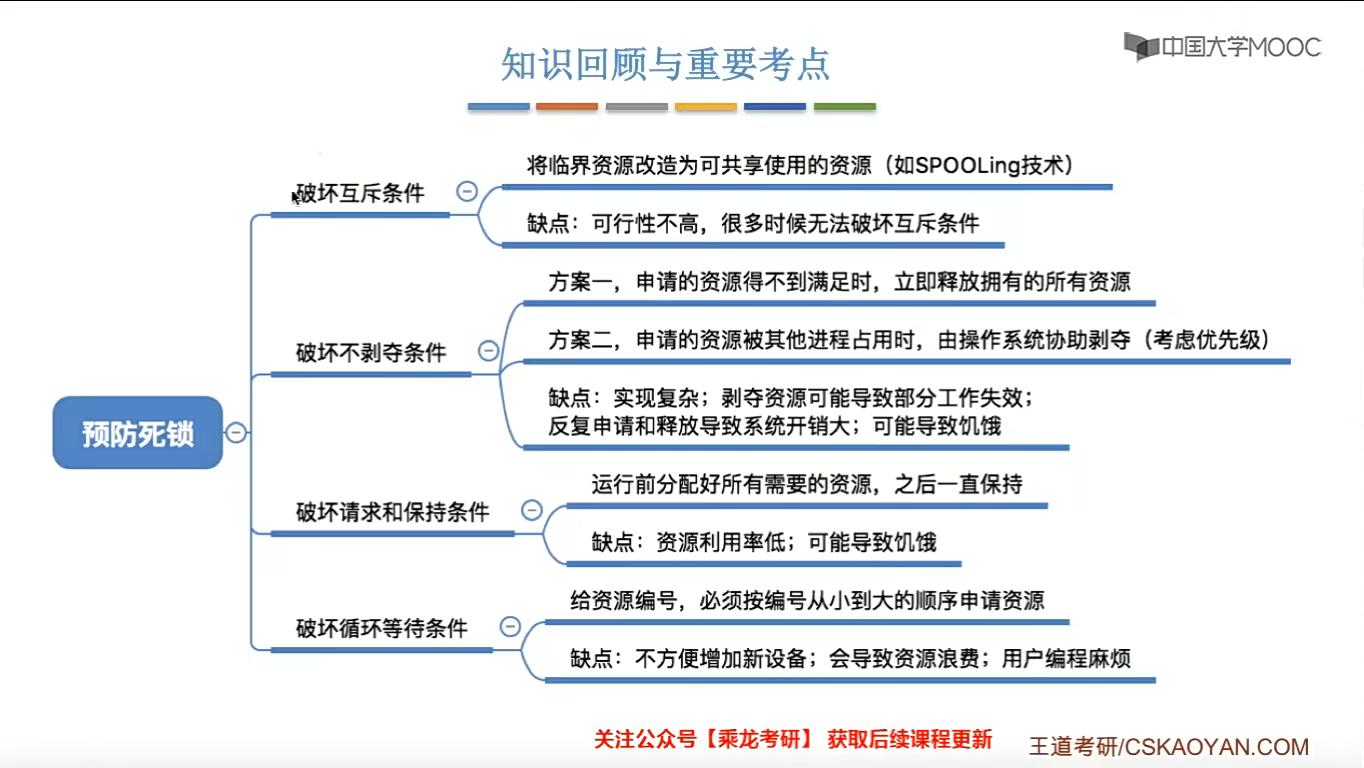 中国大学MOOC
知识回顾与重要考点
将临界资源改造为可共享使用的资源（如SPOOLing技术）
破坏互斥条件
缺点：可行性不高，很多时候无法破坏互斥条件
方案一，申请的资源得不到满足时，立即释放拥有的所有资源
破坏不剥夺条件
方案二，申请的资源被其他进程占用时，由操作系统协助剥夺（考虑优先级）
缺点：实现复杂；剥夺资源可能导致部分工作失效；
反复申请和释放导致系统开销大；可能导致饥饿
预防死锁
运行前分配好所有需要的资源，之后一直保持
破坏请求和保持条件
缺点：资源利用率低；可能导致饥饿
给资源编号，必须按编号从小到大的顺序申请资源
破坏循环等待条件
缺点：不方便增加新设备；会导致资源浪费；用户编程麻烦
关注公众号【乘龙考研】 获取后续课程更新
王道考研/CSKAOYAN.COM